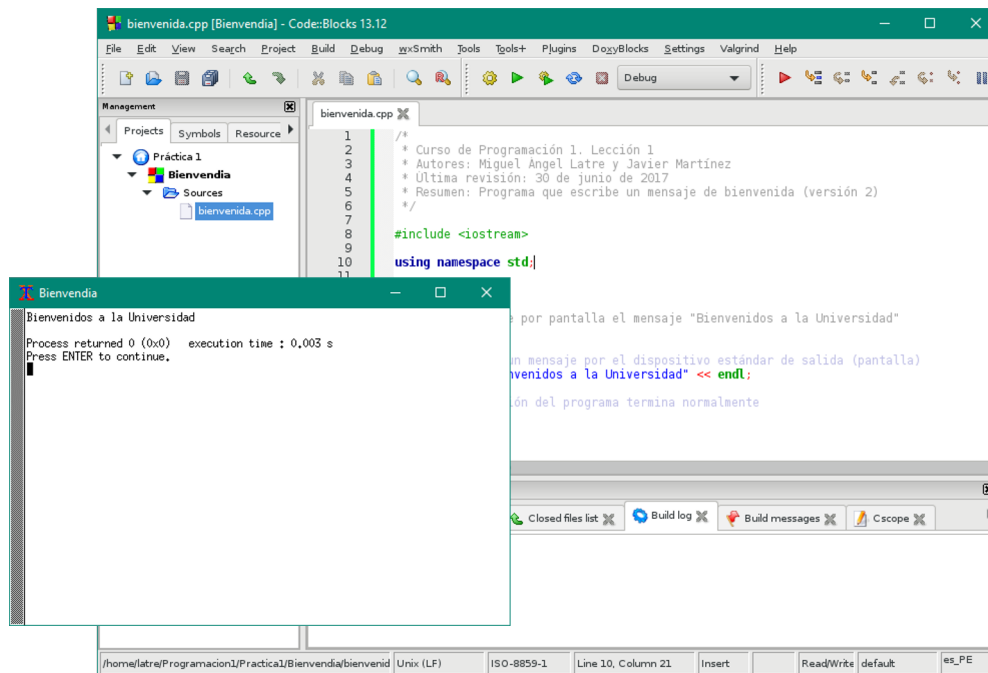 bienvenida.cpp [Bienvendia] - Code::Blocks 13.12
File Edit View Search Project Build Debug wxSmith Tools Tools+ Plugins DoxyBlocks Settings Valgrind Help
Debug
Management
Projects Symbols Resource
Práctica 1
Bienvendia
Sources
bienvenida.cpp
bienvenida.cpp
1 /*
2 * Curso de Programación 1. Lección 1
3 * Autores: Miguel Ángel Latre y Javier Martínez
4 * Última revisión: 30 de junio de 2017
5 * Resumen: Programa que escribe un mensaje de bienvenida (versión 2)
6 */
7
8 #include <iostream>
9
10 using namespace std;
11
e por pantalla el mensaje "Bienvenidos a la Universidad"
un mensaje por el dispositivo estándar de salida (pantalla)
nvenidos a la Universidad" << endl;
ión del programa termina normalmente
Bienvendia
Bienvenidos a la Universidad
Process returned 0 (0x0) execution time : 0.003 s
Press ENTER to continue.
Closed files list Build log Build messages Cscope
/home/latre/Programacion1/Practica1/Bienvendia/bienvenid Unix (LF) ISO-8859-1 Line 10, Column 21 Insert Read/Write default es_PE